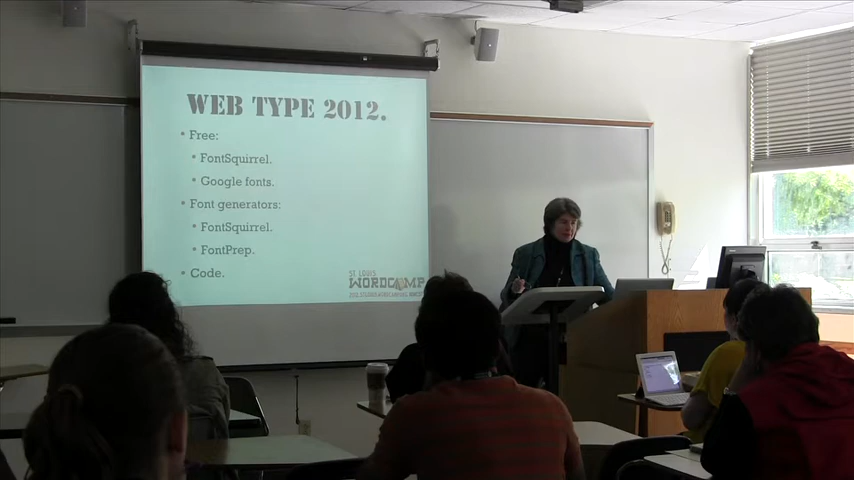 WEB TYPE 2012.
• Free:
• FontSquirrel.
• Google fonts.
• Font generators:
• FontSquirrel.
• FontPrep.
• Code.
ST. LOUIS
WORDCAMP